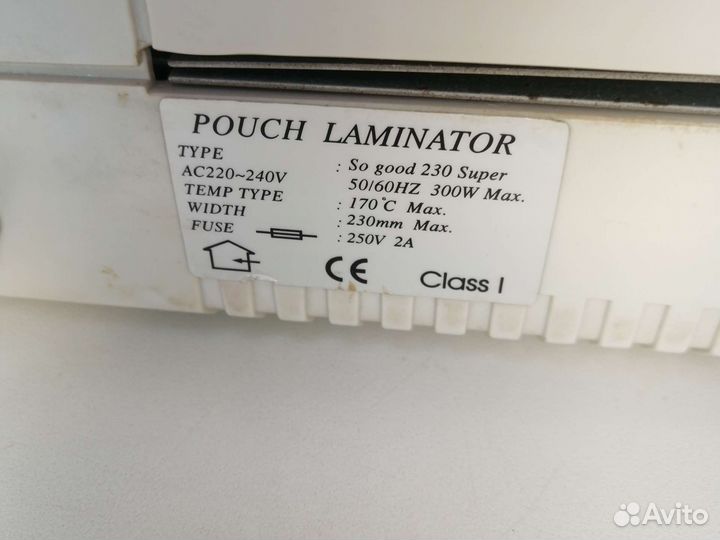 POUCH LAMINATOR
TYPE : So good 230 Super
AC220~240V 50/60HZ 300W Max.
TEMP TYPE : 170°C Max.
WIDTH : 230mm Max.
FUSE : 250V 2A
CE Class I
Avito